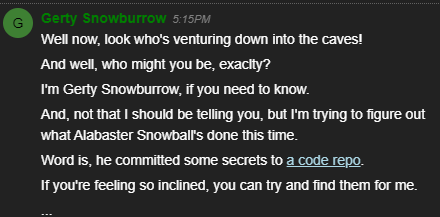 G
Gerty Snowburrow 5:15PM
Well now, look who's venturing down into the caves!
And well, who might you be, exaclty?
I'm Gerty Snowburrow, if you need to know.
And, not that I should be telling you, but I'm trying to figure out
what Alabaster Snowball's done this time.
Word is, he committed some secrets to a code repo.
If you're feeling so inclined, you can try and find them for me.
...